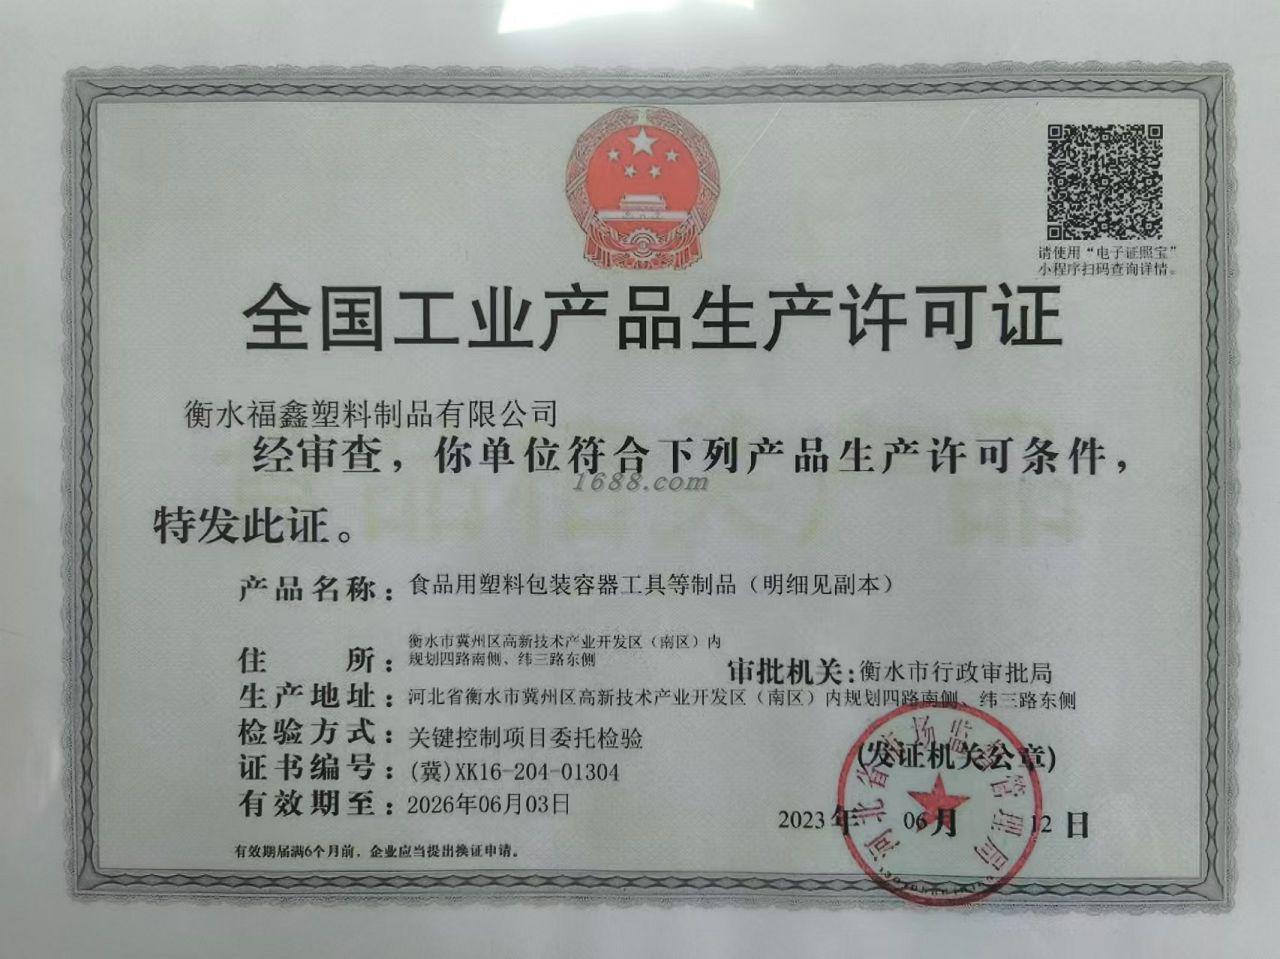 请使用“电子证照宝”
小程序扫码查询详情。
全国工业产品生产许可证
衡水福鑫塑料制品有限公司
经审查，你单位符合下列产品生产许可条件，
1688.com
特发此证。
产品名称：食品用塑料包装容器工具等制品（明细见副本）
住所：衡水市冀州区高新技术产业开发区（南区）内
规划四路南侧、纬三路东侧
审批机关：衡水市行政审批局
生产地址：河北省衡水市冀州区高新技术产业开发区（南区）内规划四路南侧、纬三路东侧
检验方式：关键控制项目委托检验
(发证机关公章)
证书编号：(冀)XK16-204-01304
有效期至：2026年06月03日
2023年06月12日
河北省市场监督管理局
有效期届满6个月前，企业应当提出换证申请。